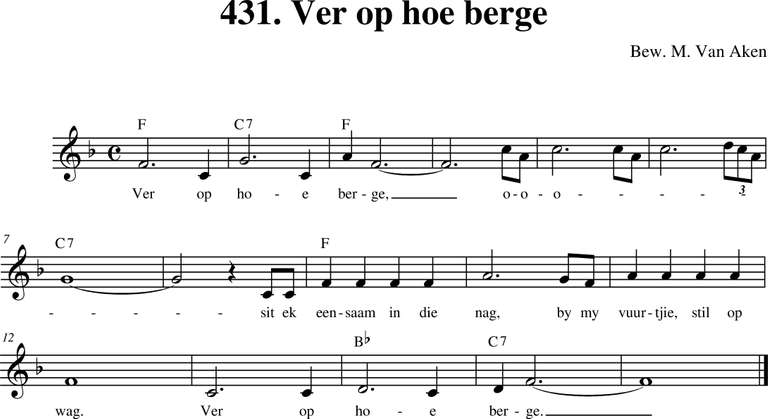 431. Ver op hoe berge
Bew. M. Van Aken
F C7 F
Ver op ho - e ber - ge, o - o - o - - - - - -
3
7 C7 F
- - - - sit ek een - saam in die nag, by my vuur - tjie, stil op
12 B♭ C7
wag. Ver op ho - e ber - ge.